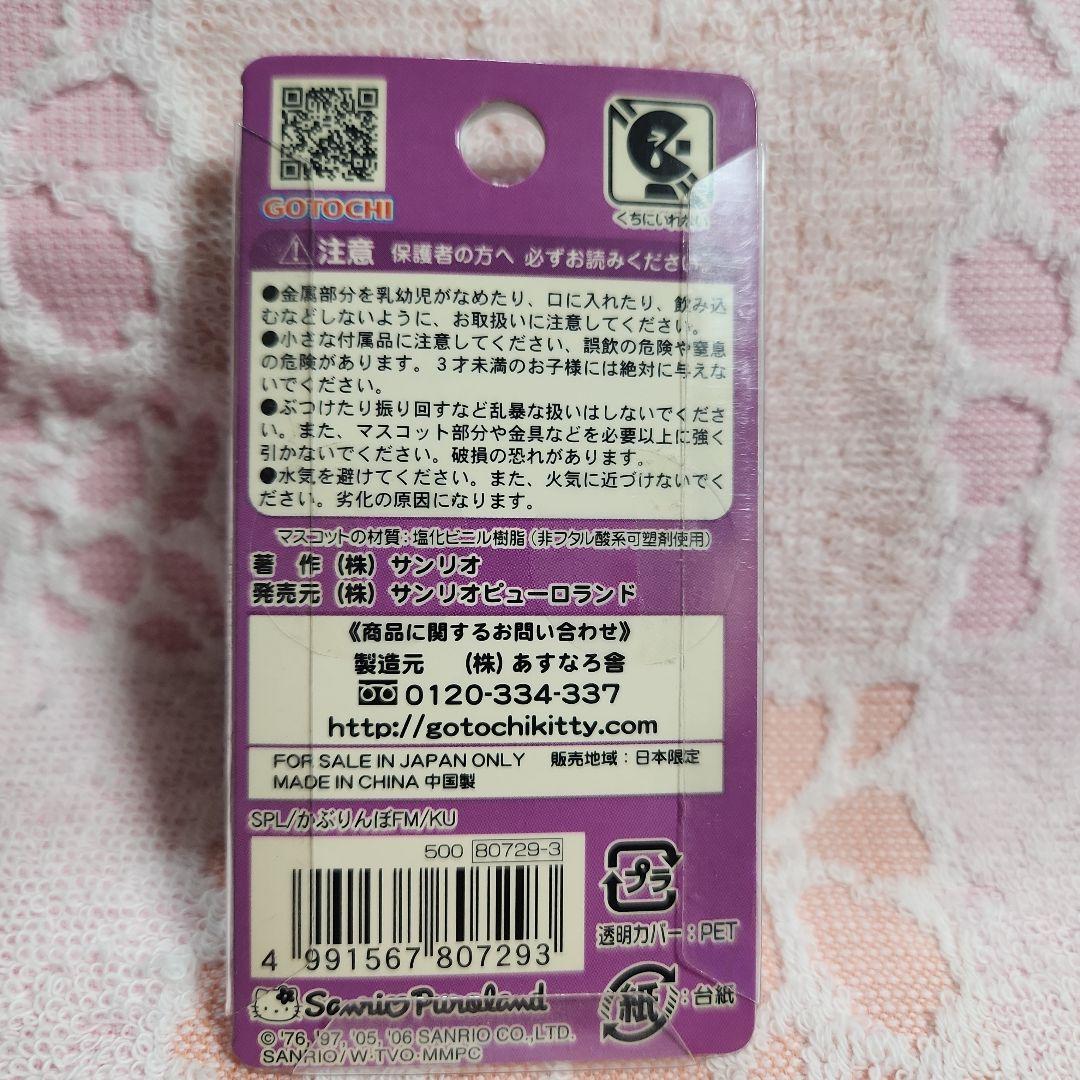 GOTOCHI
くちにいれない
注意 保護者の方へ 必ずお読みください。
●金属部分を乳幼児がなめたり、口に入れたり、飲み込
むなどしないように、お取扱いに注意してください。
●小さな付属品に注意してください、誤飲の危険や窒息
の危険があります。3才未満のお子様には絶対に与えな
いでください。
●ぶつけたり振り回すなど乱暴な扱いはしないでくださ
い。また、マスコット部分や金具などを必要以上に強く
引かないでください。破損の恐れがあります。
●水気を避けてください。また、火気に近づけないでく
ださい。劣化の原因になります。
マスコットの材質:塩化ビニル樹脂(非フタル酸系可塑剤使用)
著 作 (株) サンリオ
発売元 (株) サンリオピューロランド
《商品に関するお問い合わせ》
製造元 (株)あすなろ舎
0120-334-337
http://gotochikitty.com
FOR SALE IN JAPAN ONLY 販売地域:日本限定
MADE IN CHINA 中国製
SPL/かぶりんぼFM/KU
500 80729-3
4 991567 807293
プラ
透明カバー:PET
紙:台紙
Sanrio Puroland
© '76, '97, '05, '06 SANRIO CO.,LTD.
SANRIO/W·TVO·MMPC